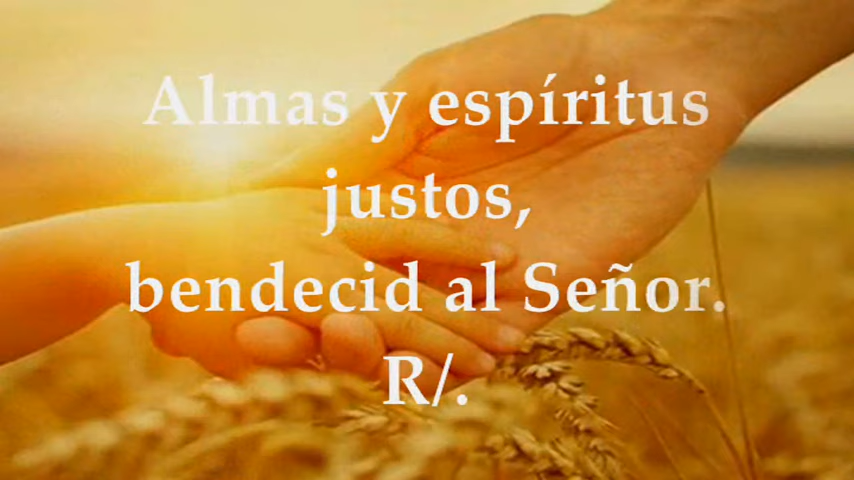 Almas y espíritus
justos,
bendecid al Señor.
R/.